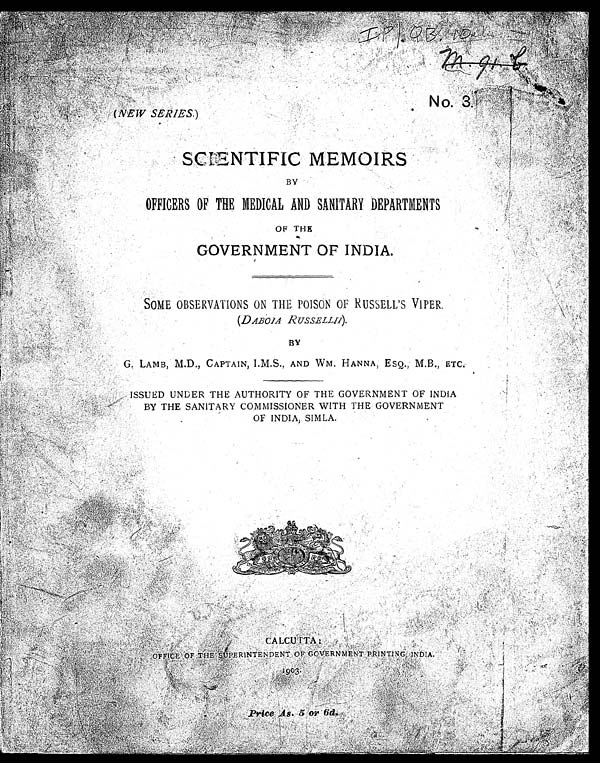 I.P/. QB. 10
No. 3.
(NEW SERIES.)
SCIENTIFIC MEMOIRS
BY
OFFICERS OF THE MEDICAL AND SANITARY DEPARTMENTS
OF THE
GOVERNMENT OF INDIA.
SOME OBSERVATIONS ON THE POISON OF RUSSELL'S VIPER.
(DABOIA RUSSELLII).
BY
G. LAMB, M.D., CAPTAIN, I.M.S., AND WM. HANNA, ESQ., M.B., ETC.
ISSUED UNDER THE AUTHORITY OF THE GOVERNMENT OF INDIA
BY THE SANITARY COMMISSIONER WITH THE GOVERNMENT
OF INDIA, SIMLA.
CALCUTTA:
OFFICE OF THE SUPERINTENDENT OF GOVERNMENT PRINTING, INDIA.
1903.
Price As. 5 or 6d.